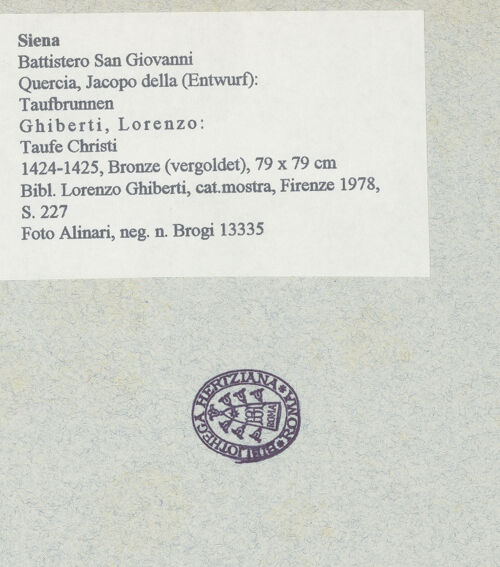 Siena
Battistero San Giovanni
Quercia, Jacopo della (Entwurf):
Taufbrunnen
Ghiberti, Lorenzo:
Taufe Christi
1424-1425, Bronze (vergoldet), 79 x 79 cm
Bibl. Lorenzo Ghiberti, cat.mostra, Firenze 1978,
S. 227
Foto Alinari, neg. n. Brogi 13335
BIBLIOTHECA HERTZIANA * ROMA
ROMA